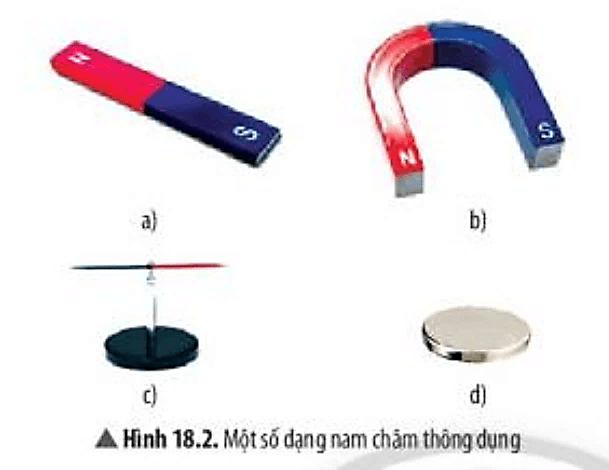 N
S
N
S
a)
b)
c)
d)
▲ Hình 18.2. Một số dạng nam châm thông dụng